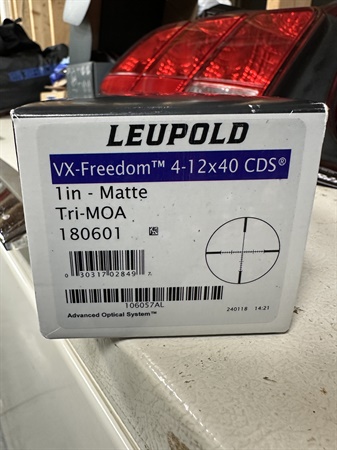 LEUPOLD
VX-Freedom™ 4-12x40 CDS®
1in - Matte
Tri-MOA
180601
0 30317 02849 7
106057AL
Advanced Optical System™
240118 14:21